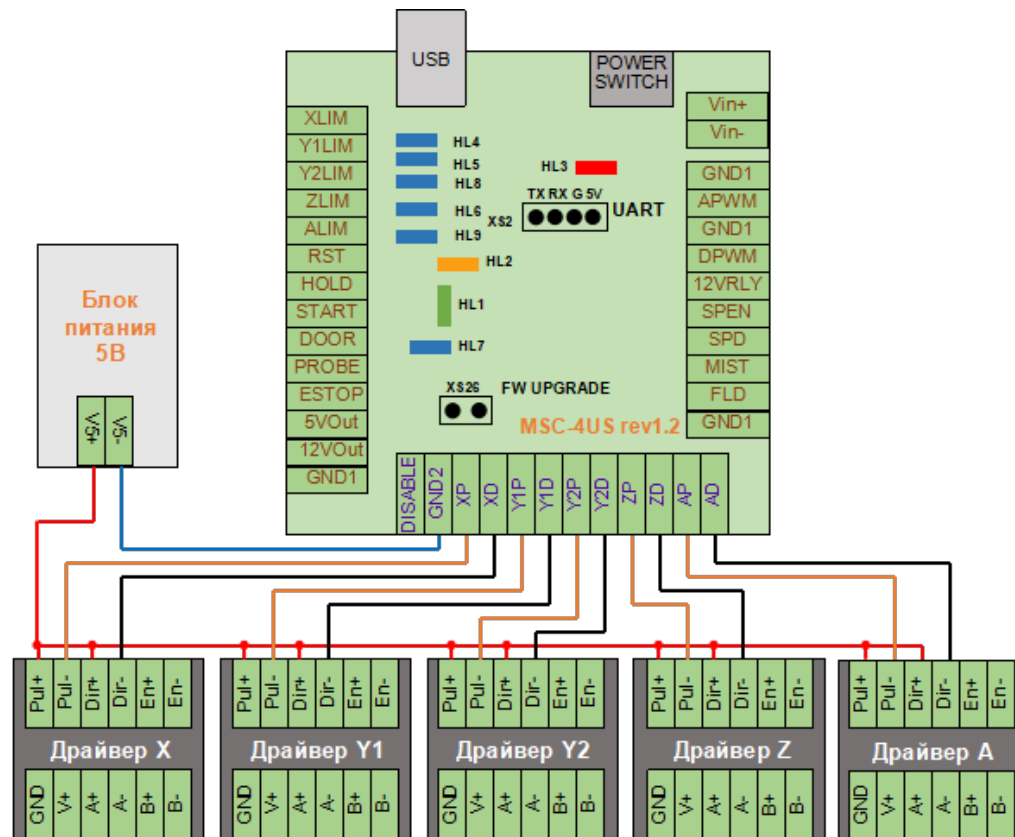 USB
POWER
SWITCH
XLIM
Y1LIM
Y2LIM
ZLIM
ALIM
RST
HOLD
START
DOOR
PROBE
ESTOP
5VOut
12VOut
GND1
HL4
HL5
HL8
HL6
HL9
HL2
HL1
HL7
HL3
TX RX G 5V
XS2
UART
XS26
FW UPGRADE
MSC-4US rev1.2
Vin+
Vin-
GND1
APWM
GND1
DPWM
12VRLY
SPEN
SPD
MIST
FLD
GND1
Блок
питания
5В
V5+
V5-
DISABLE
GND2
XP
XD
Y1P
Y1D
Y2P
Y2D
ZP
ZD
AP
AD
Pul+
Pul-
Dir+
Dir-
En+
En-
Драйвер X
GND
V+
A+
A-
B+
B-
Pul+
Pul-
Dir+
Dir-
En+
En-
Драйвер Y1
GND
V+
A+
A-
B+
B-
Pul+
Pul-
Dir+
Dir-
En+
En-
Драйвер Y2
GND
V+
A+
A-
B+
B-
Pul+
Pul-
Dir+
Dir-
En+
En-
Драйвер Z
GND
V+
A+
A-
B+
B-
Pul+
Pul-
Dir+
Dir-
En+
En-
Драйвер A
GND
V+
A+
A-
B+
B-